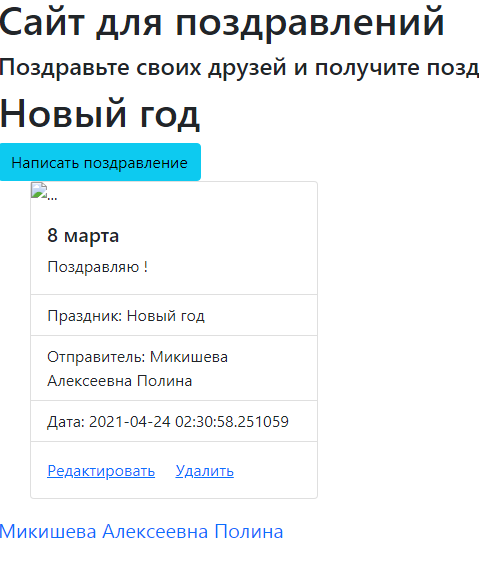 Сайт для поздравлений
Поздравьте своих друзей и получите позд
Новый год
Написать поздравление
...
8 марта
Поздравляю !
Праздник: Новый год
Отправитель: Микишева
Алексеевна Полина
Дата: 2021-04-24 02:30:58.251059
Редактировать Удалить
Микишева Алексеевна Полина